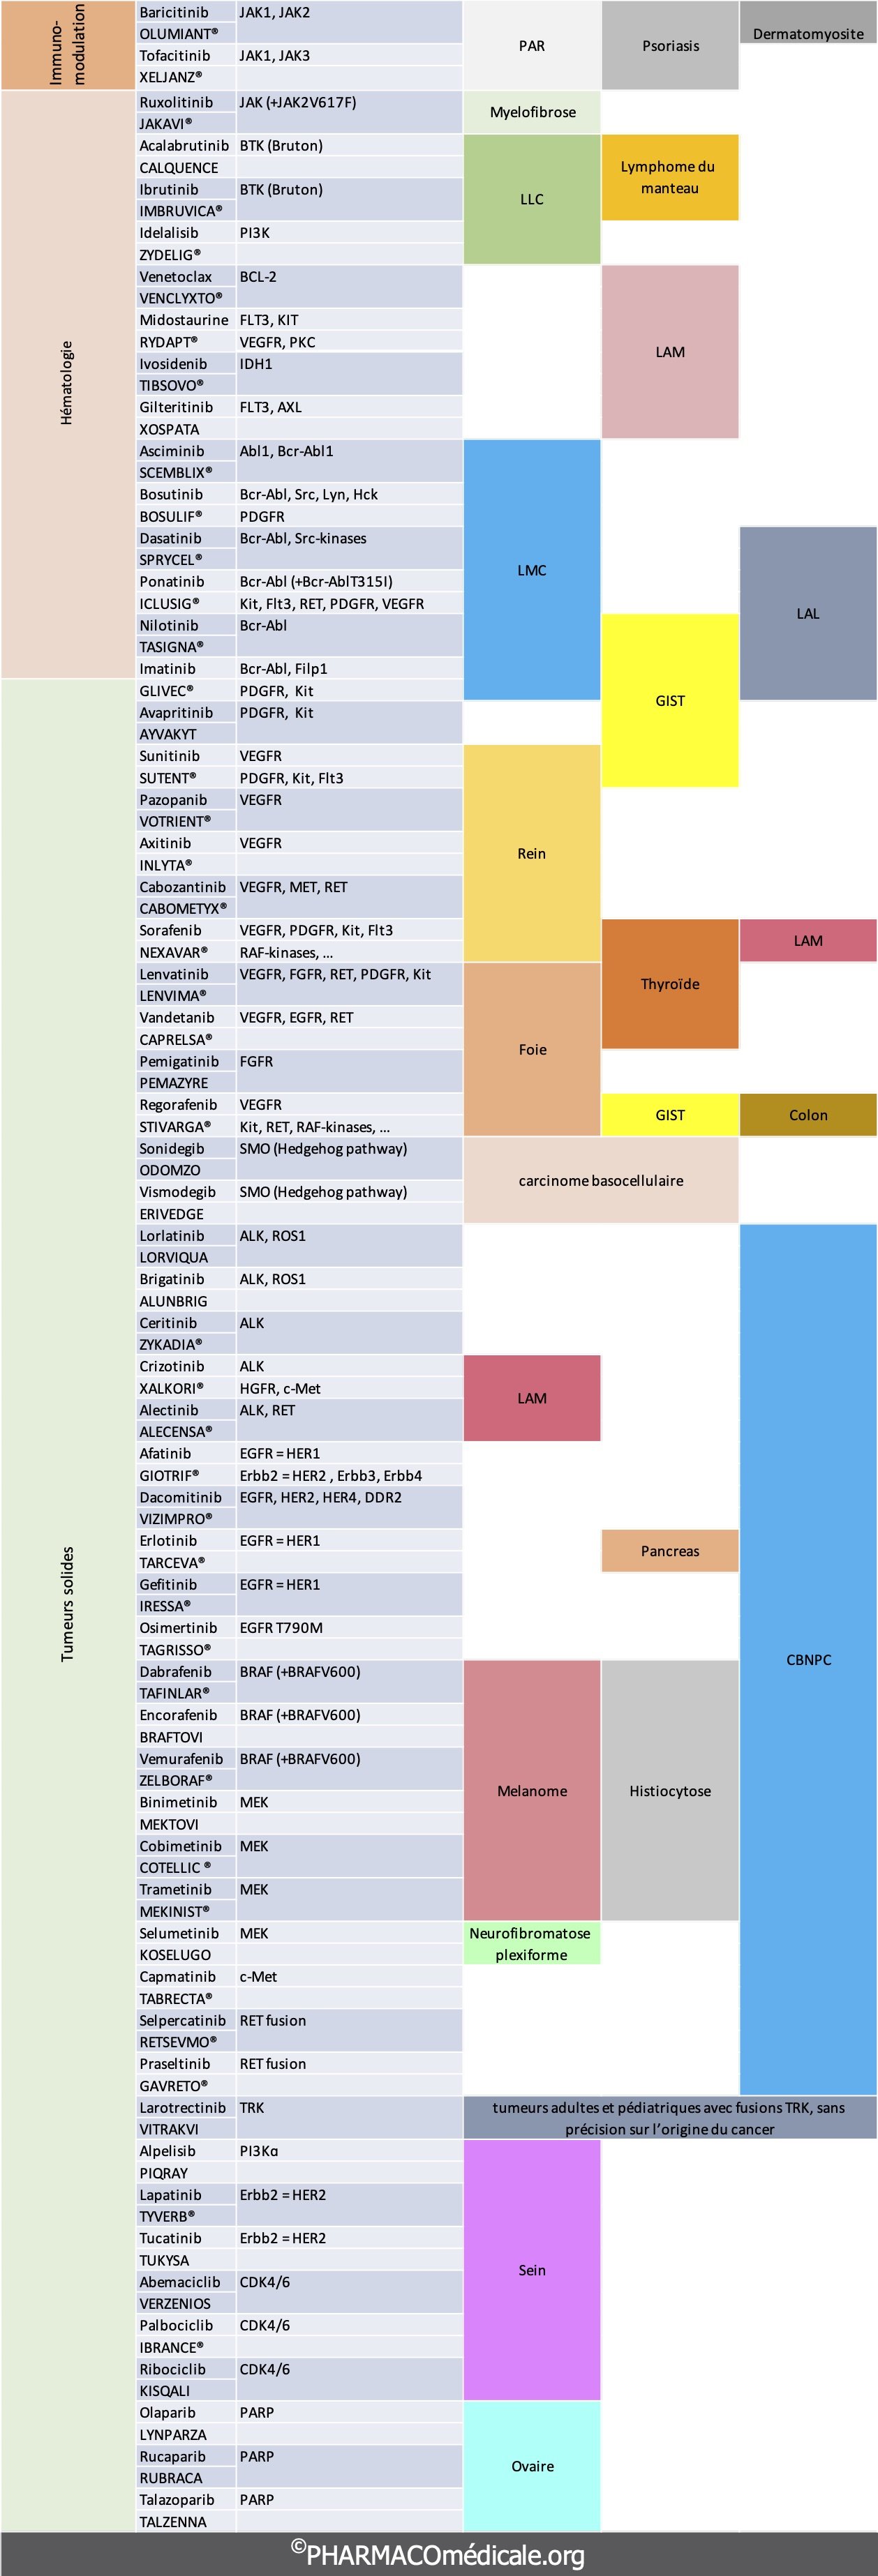 Immuno-
modulation
Baricitinib JAK1, JAK2
OLUMIANT®
Tofacitinib JAK1, JAK3
XELJANZ®
PAR
Psoriasis
Dermatomyosite
Hématologie
Ruxolitinib JAK (+JAK2V617F)
JAKAVI®
Myelofibrose
Acalabrutinib BTK (Bruton)
CALQUENCE
Ibrutinib BTK (Bruton)
IMBRUVICA®
Idelalisib PI3K
ZYDELIG®
LLC
Lymphome du
manteau
Venetoclax BCL-2
VENCLYXTO®
Midostaurine FLT3, KIT
RYDAPT® VEGFR, PKC
Ivosidenib IDH1
TIBSOVO®
Gilteritinib FLT3, AXL
XOSPATA
LAM
Asciminib Abl1, Bcr-Abl1
SCEMBLIX®
Bosutinib Bcr-Abl, Src, Lyn, Hck
BOSULIF® PDGFR
Dasatinib Bcr-Abl, Src-kinases
SPRYCEL®
Ponatinib Bcr-Abl (+Bcr-AblT315I)
ICLUSIG® Kit, Flt3, RET, PDGFR, VEGFR
Nilotinib Bcr-Abl
TASIGNA®
Imatinib Bcr-Abl, Filp1
GLIVEC® PDGFR, Kit
LMC
LAL
GIST
Tumeurs solides
Avapritinib PDGFR, Kit
AYVAKYT
Sunitinib VEGFR
SUTENT® PDGFR, Kit, Flt3
Pazopanib VEGFR
VOTRIENT®
Axitinib VEGFR
INLYTA®
Cabozantinib VEGFR, MET, RET
CABOMETYX®
Sorafenib VEGFR, PDGFR, Kit, Flt3
NEXAVAR® RAF-kinases, ...
Rein
LAM
Thyroïde
Lenvatinib VEGFR, FGFR, RET, PDGFR, Kit
LENVIMA®
Vandetanib VEGFR, EGFR, RET
CAPRELSA®
Pemigatinib FGFR
PEMAZYRE
Regorafenib VEGFR
STIVARGA® Kit, RET, RAF-kinases, ...
Foie
GIST
Colon
Sonidegib SMO (Hedgehog pathway)
ODOMZO
Vismodegib SMO (Hedgehog pathway)
ERIVEDGE
carcinome basocellulaire
Lorlatinib ALK, ROS1
LORVIQUA
Brigatinib ALK, ROS1
ALUNBRIG
Ceritinib ALK
ZYKADIA®
Crizotinib ALK
XALKORI® HGFR, c-Met
Alectinib ALK, RET
ALECENSA®
LAM
Afatinib EGFR = HER1
GIOTRIF® Erbb2 = HER2 , Erbb3, Erbb4
Dacomitinib EGFR, HER2, HER4, DDR2
VIZIMPRO®
Erlotinib EGFR = HER1
TARCEVA®
Pancreas
Gefitinib EGFR = HER1
IRESSA®
Osimertinib EGFR T790M
TAGRISSO®
CBNPC
Dabrafenib BRAF (+BRAFV600)
TAFINLAR®
Encorafenib BRAF (+BRAFV600)
BRAFTOVI
Vemurafenib BRAF (+BRAFV600)
ZELBORAF®
Binimetinib MEK
MEKTOVI
Cobimetinib MEK
COTELLIC ®
Trametinib MEK
MEKINIST®
Melanome
Histiocytose
Selumetinib MEK
KOSELUGO
Neurofibromatose
plexiforme
Capmatinib c-Met
TABRECTA®
Selpercatinib RET fusion
RETSEVMO®
Praseltinib RET fusion
GAVRETO®
Larotrectinib TRK
VITRAKVI
tumeurs adultes et pédiatriques avec fusions TRK, sans
précision sur l’origine du cancer
Alpelisib PI3Kα
PIQRAY
Lapatinib Erbb2 = HER2
TYVERB®
Tucatinib Erbb2 = HER2
TUKYSA
Abemaciclib CDK4/6
VERZENIOS
Palbociclib CDK4/6
IBRANCE®
Ribociclib CDK4/6
KISQALI
Sein
Olaparib PARP
LYNPARZA
Rucaparib PARP
RUBRACA
Talazoparib PARP
TALZENNA
Ovaire
©PHARMACOmédicale.org